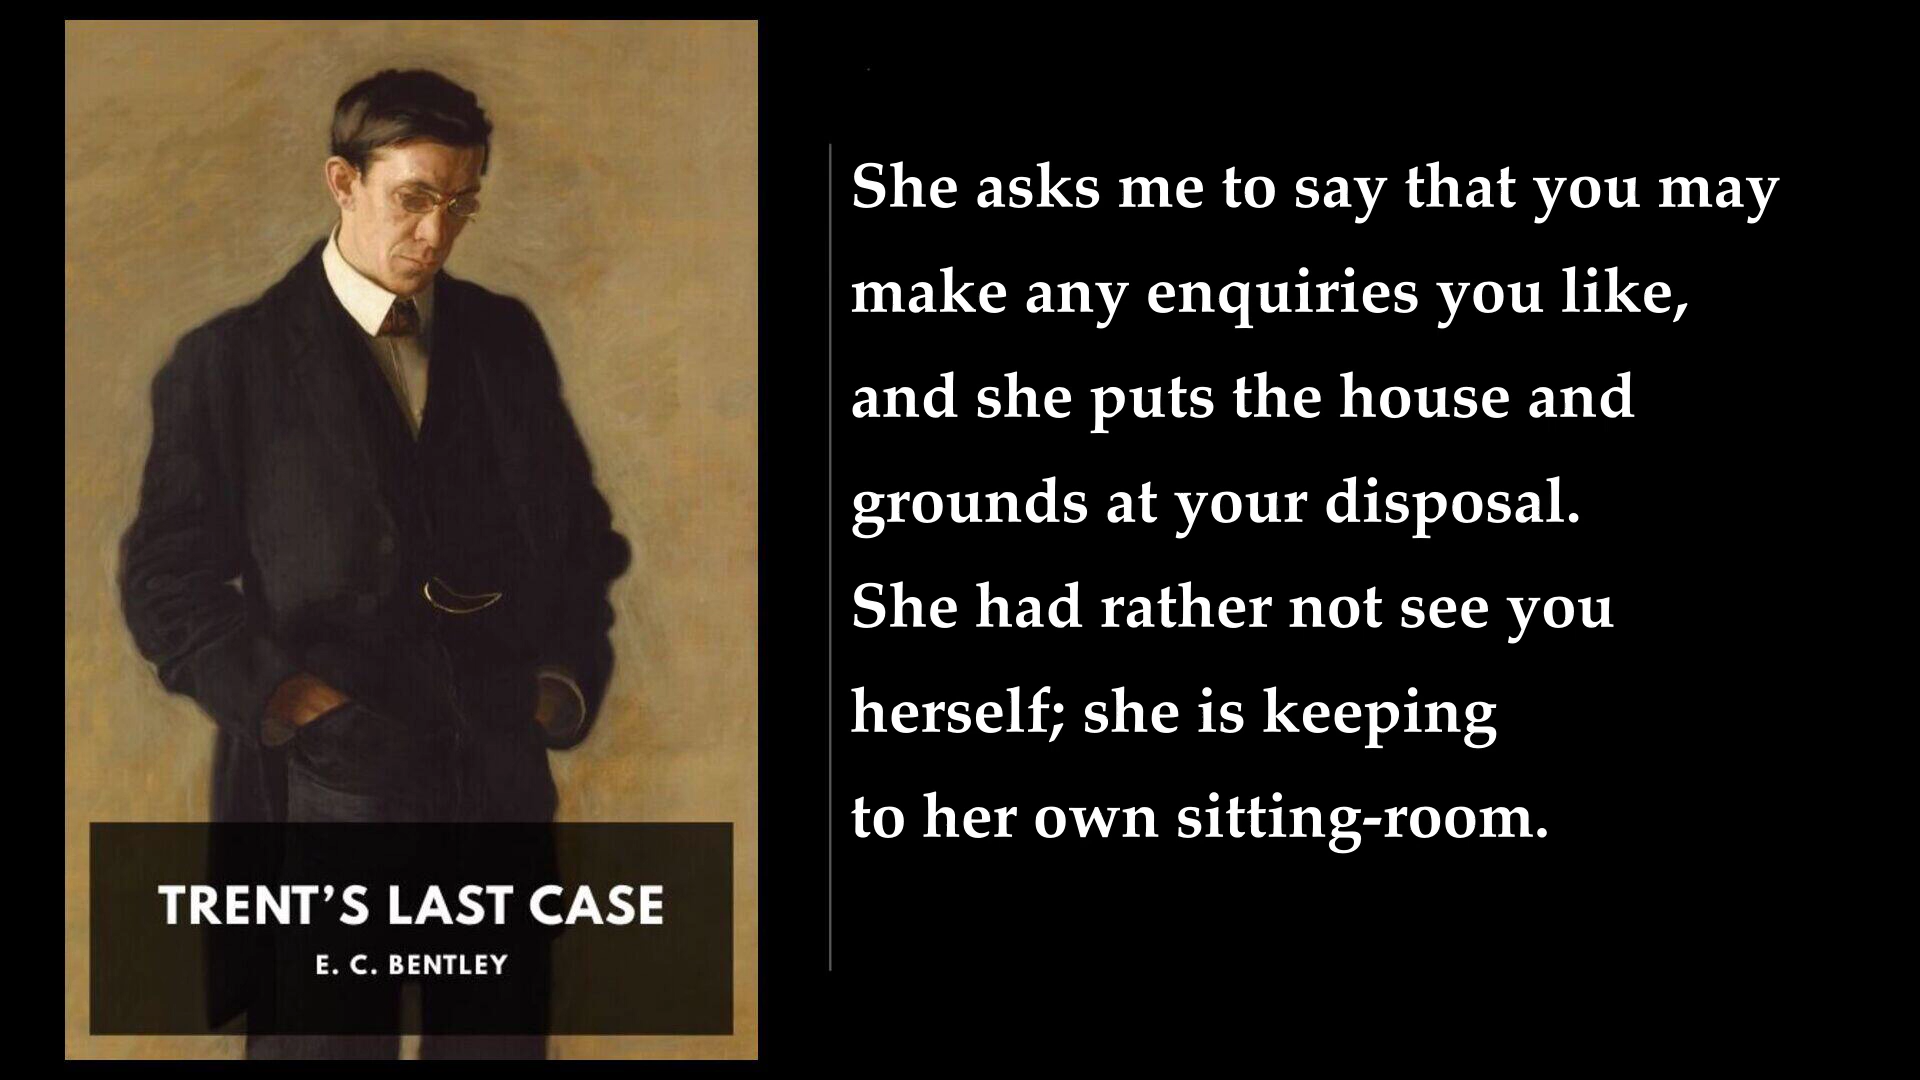 TRENT’S LAST CASE
E. C. BENTLEY
She asks me to say that you may
make any enquiries you like,
and she puts the house and
grounds at your disposal.
She had rather not see you
herself; she is keeping
to her own sitting-room.